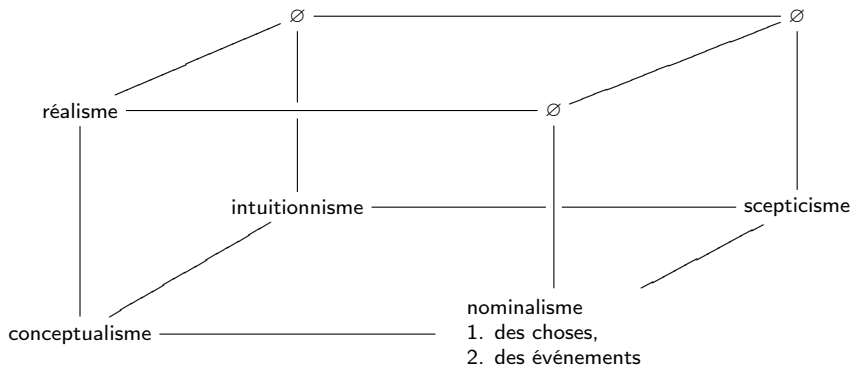 ∅ ∅
réalisme ∅
intuitionnisme scepticisme
conceptualisme
nominalisme
1. des choses,
2. des événements